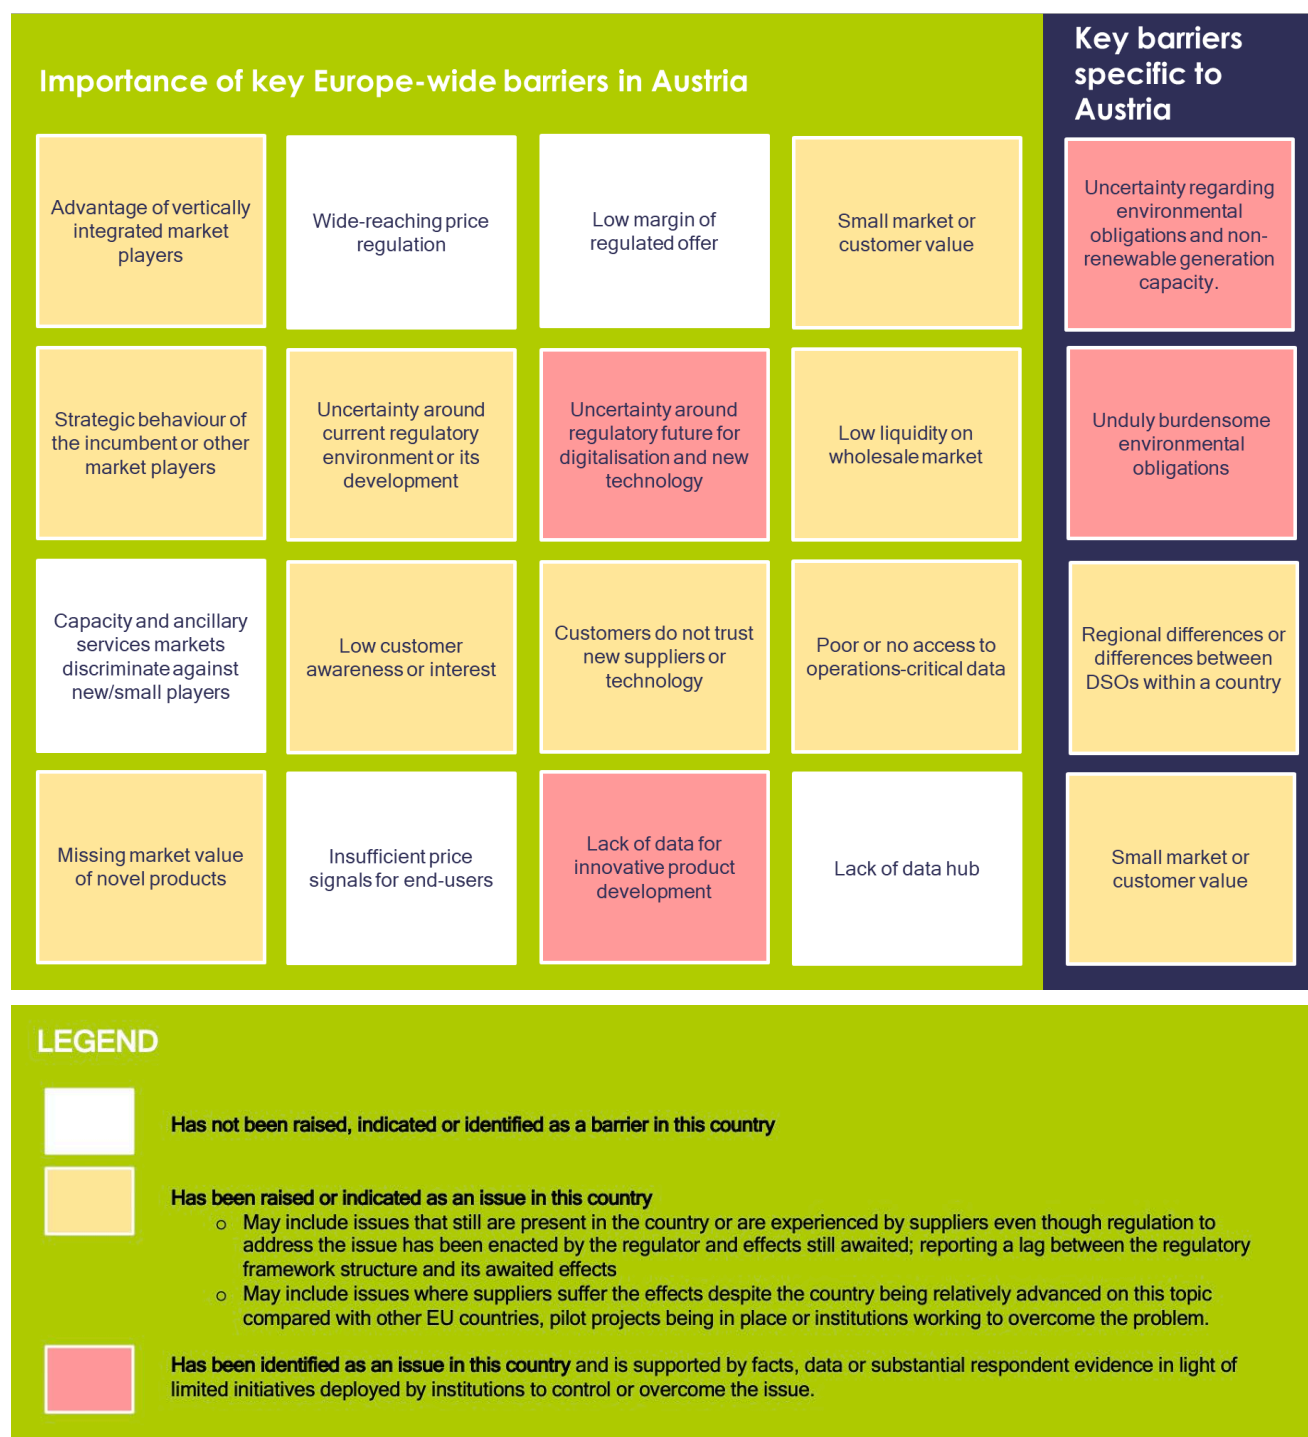 Importance of key Europe-wide barriers in Austria
Key barriers
specific to
Austria
Advantage of vertically
integrated market
players
Wide-reaching price
regulation
Low margin of
regulated offer
Small market or
customer value
Uncertainty regarding
environmental
obligations and non-
renewable generation
capacity.
Strategic behaviour of
the incumbent or other
market players
Uncertainty around
current regulatory
environment or its
development
Uncertainty around
regulatory future for
digitalisation and new
technology
Low liquidity on
wholesale market
Unduly burdensome
environmental
obligations
Capacity and ancillary
services markets
discriminate against
new/small players
Low customer
awareness or interest
Customers do not trust
new suppliers or
technology
Poor or no access to
operations-critical data
Regional differences or
differences between
DSOs within a country
Missing market value
of novel products
Insufficient price
signals for end-users
Lack of data for
innovative product
development
Lack of data hub
Small market or
customer value
LEGEND
Has not been raised, indicated or identified as a barrier in this country
Has been raised or indicated as an issue in this country
o May include issues that still are present in the country or are experienced by suppliers even though regulation to
address the issue has been enacted by the regulator and effects still awaited; reporting a lag between the regulatory
framework structure and its awaited effects
o May include issues where suppliers suffer the effects despite the country being relatively advanced on this topic
compared with other EU countries, pilot projects being in place or institutions working to overcome the problem.
Has been identified as an issue in this country and is supported by facts, data or substantial respondent evidence in light of
limited initiatives deployed by institutions to control or overcome the issue.